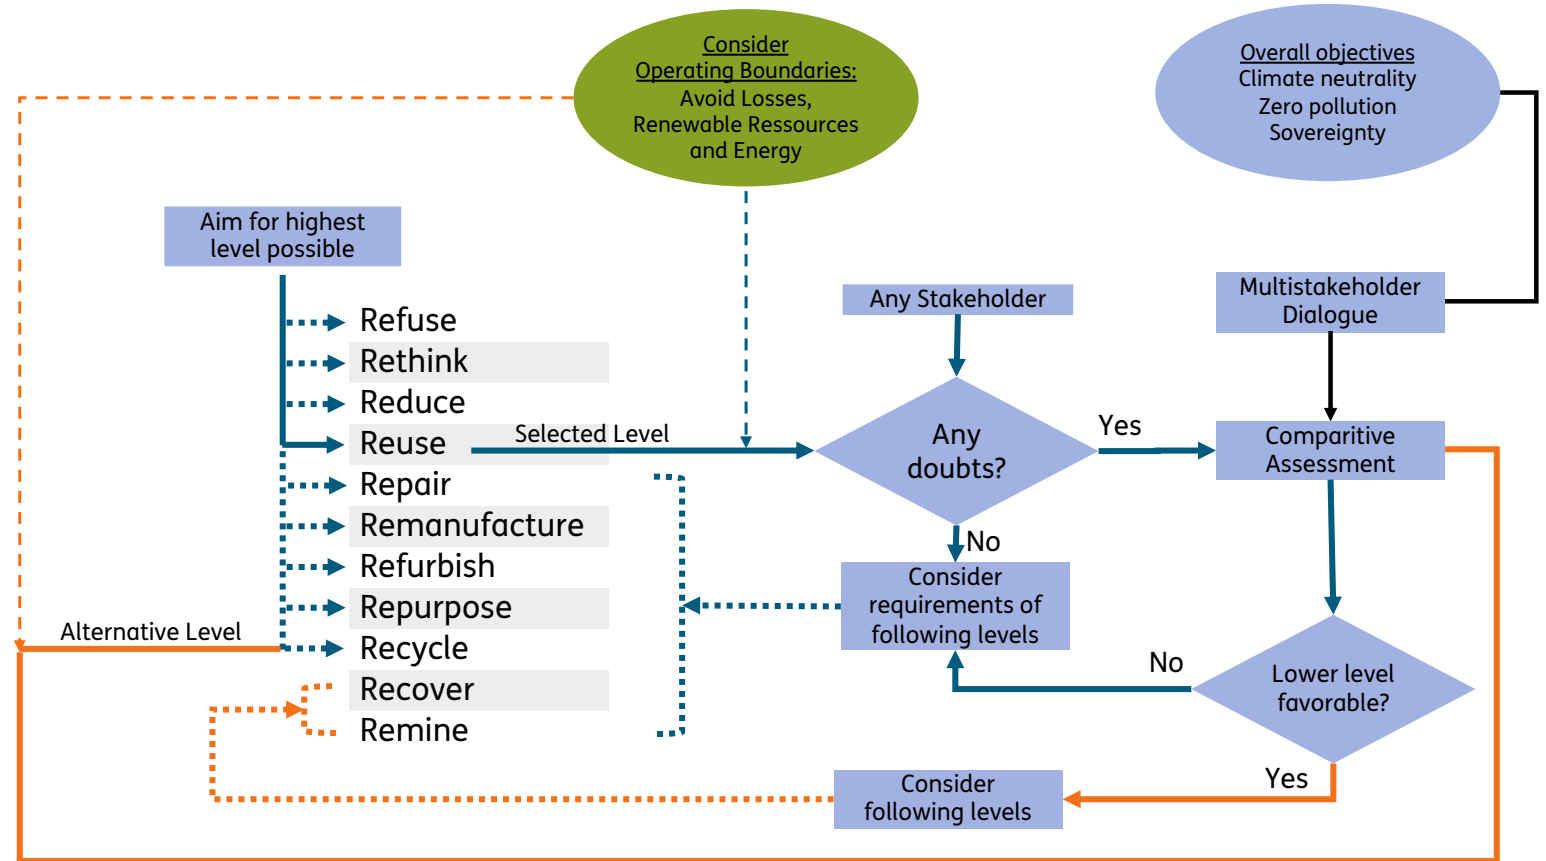 Consider
Operating Boundaries:
Avoid Losses,
Renewable Ressources
and Energy
Overall objectives
Climate neutrality
Zero pollution
Sovereignty
Aim for highest
level possible
Refuse
Rethink
Reduce
Reuse
Repair
Remanufacture
Refurbish
Repurpose
Recycle
Recover
Remine
Selected Level
Alternative Level
Any Stakeholder
Any
doubts?
Yes
No
Consider
requirements of
following levels
Multistakeholder
Dialogue
Comparitive
Assessment
Lower level
favorable?
No
Yes
Consider
following levels